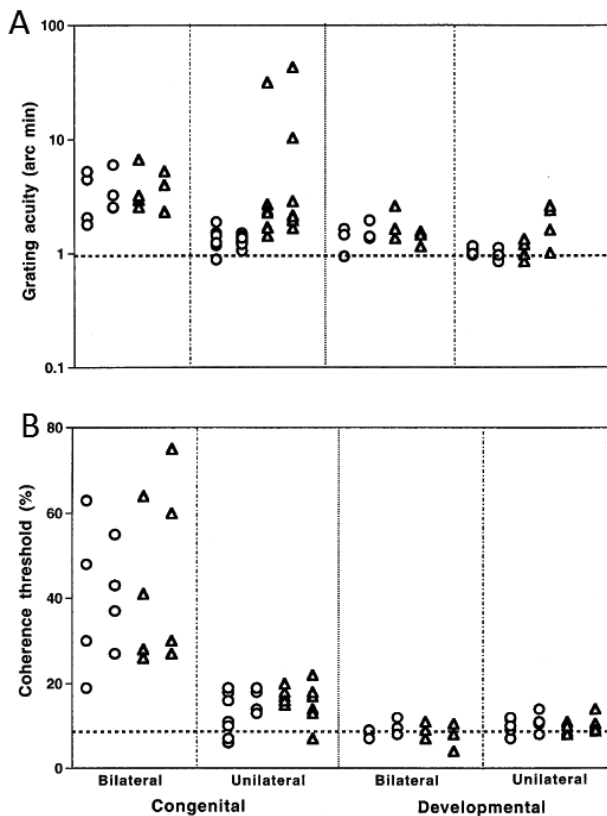 A
100
10
1
0.1
Grating acuity (arc min)
B
80
60
40
20
0
Coherence threshold (%)
Bilateral Unilateral Bilateral Unilateral
Congenital Developmental